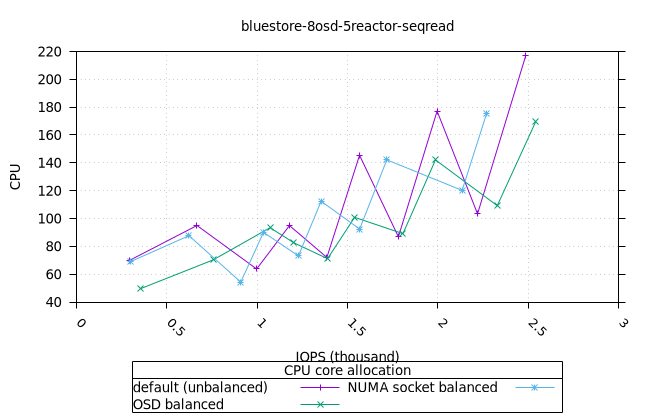 bluestore-8osd-5reactor-seqread
220
200
180
160
140
120
100
80
60
40
CPU
0
0.5
1
1.5
2
2.5
3
IOPS (thousand)
CPU core allocation
default (unbalanced) NUMA socket balanced
OSD balanced